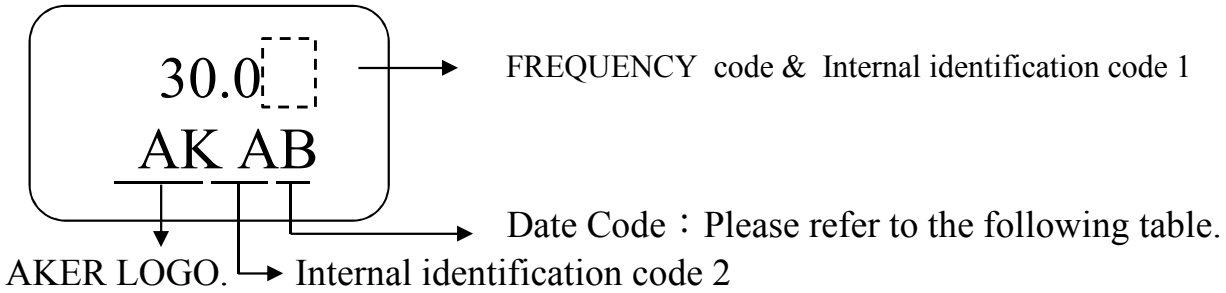 30.0
FREQUENCY code & Internal identification code 1
AK AB
Date Code：Please refer to the following table.
AKER LOGO.
Internal identification code 2